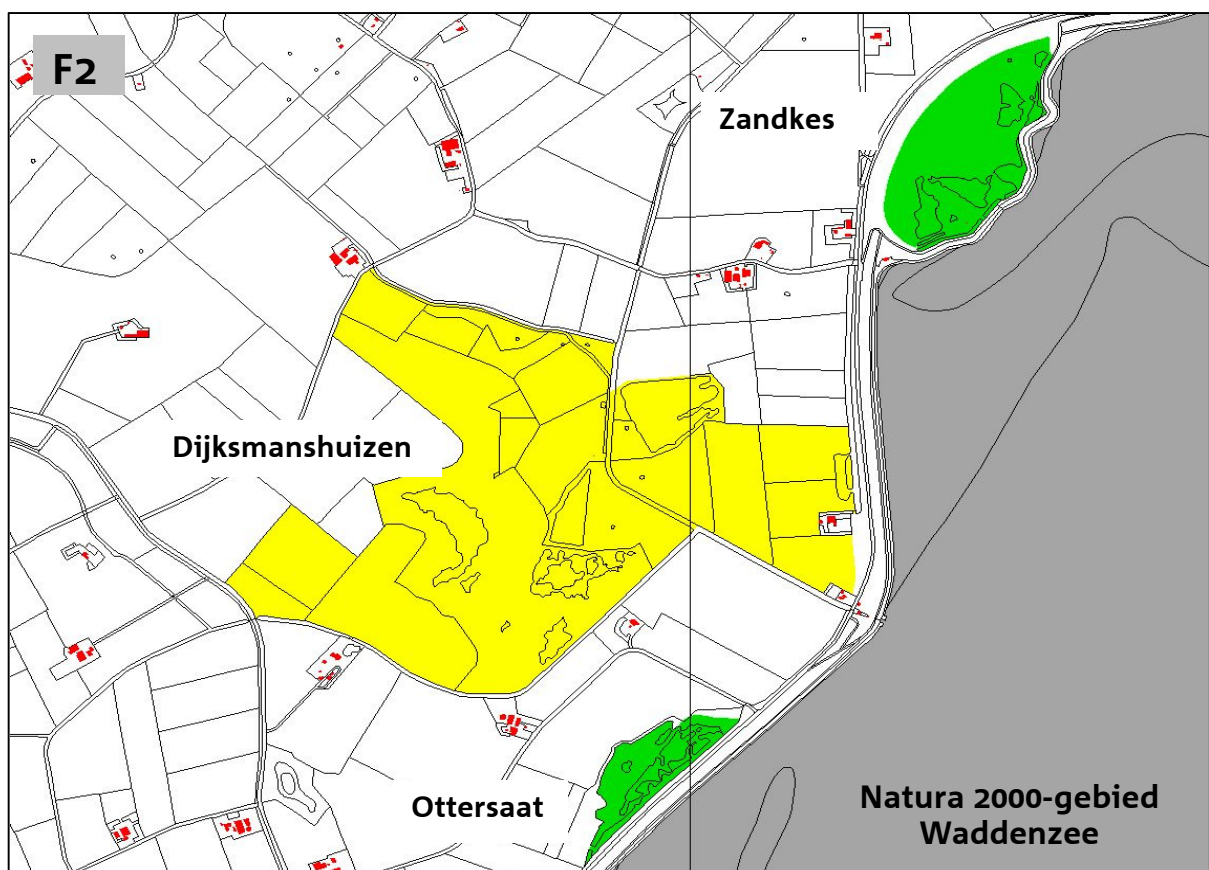 F2
Zandkes
Dijksmanshuizen
Ottersaat
Natura 2000-gebied
Waddenzee